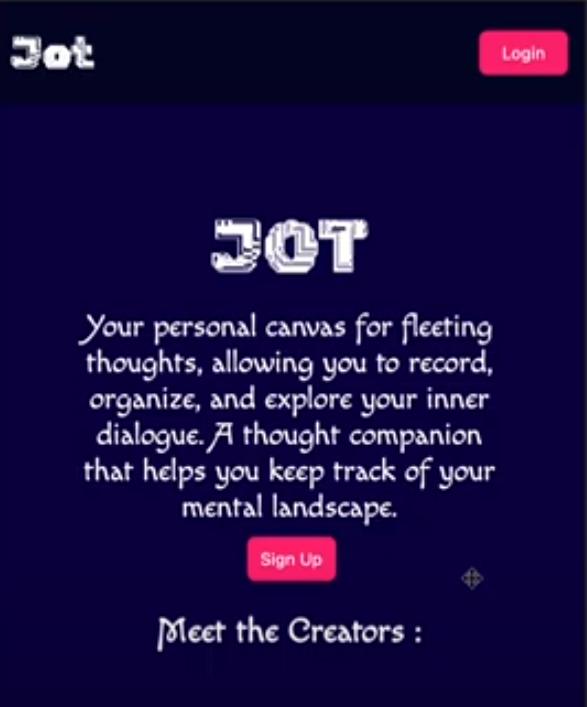 Jot
Login
JOT
Your personal canvas for fleeting
thoughts, allowing you to record,
organize, and explore your inner
dialogue. A thought companion
that helps you keep track of your
mental landscape.
Sign Up
Meet the Creators :